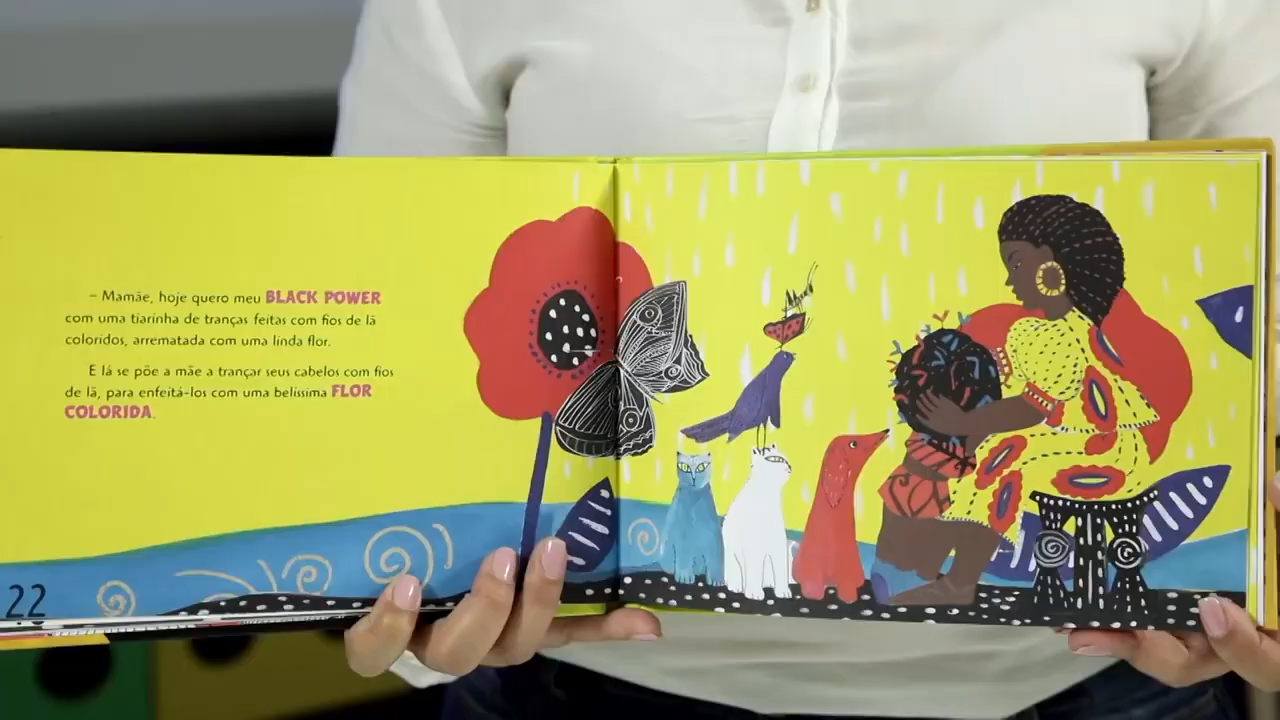 – Mamãe, hoje quero meu BLACK POWER
com uma tiarinha de tranças feitas com fios de lã
coloridos, arrematada com uma linda flor.
E lá se põe a mãe a trançar seus cabelos com fios
de lã, para enfeitá-los com uma belíssima FLOR
COLORIDA.
22